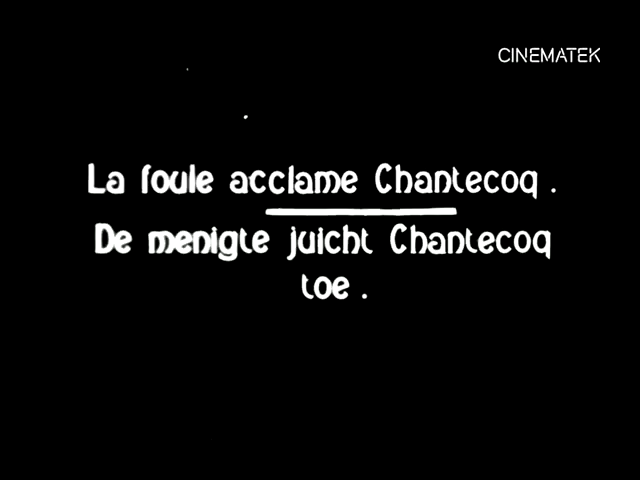 CINEMATEK
La foule acclame Chantecoq .
De menigte juicht Chantecoq
toe .